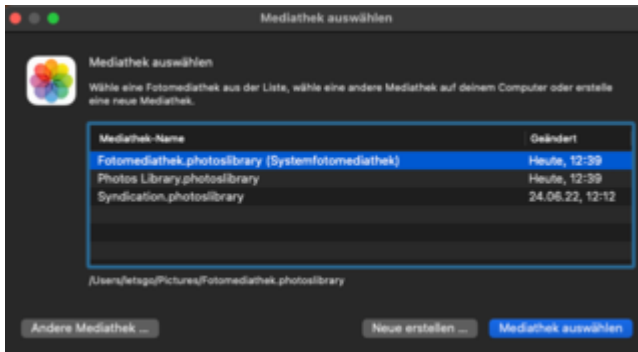 Mediathek auswählen
Mediathek auswählen
Wähle eine Fotomediathek aus der Liste, wähle eine andere Mediathek auf deinem Computer oder erstelle
eine neue Mediathek.
Mediathek-Name Geändert
Fotomediathek.photoslibrary (Systemfotomediathek) Heute, 12:39
Photos Library.photoslibrary Heute, 12:39
Syndication.photoslibrary 24.06.22, 12:12
/Users/letsgo/Pictures/Fotomediathek.photoslibrary
Andere Mediathek ... Neue erstellen ... Mediathek auswählen